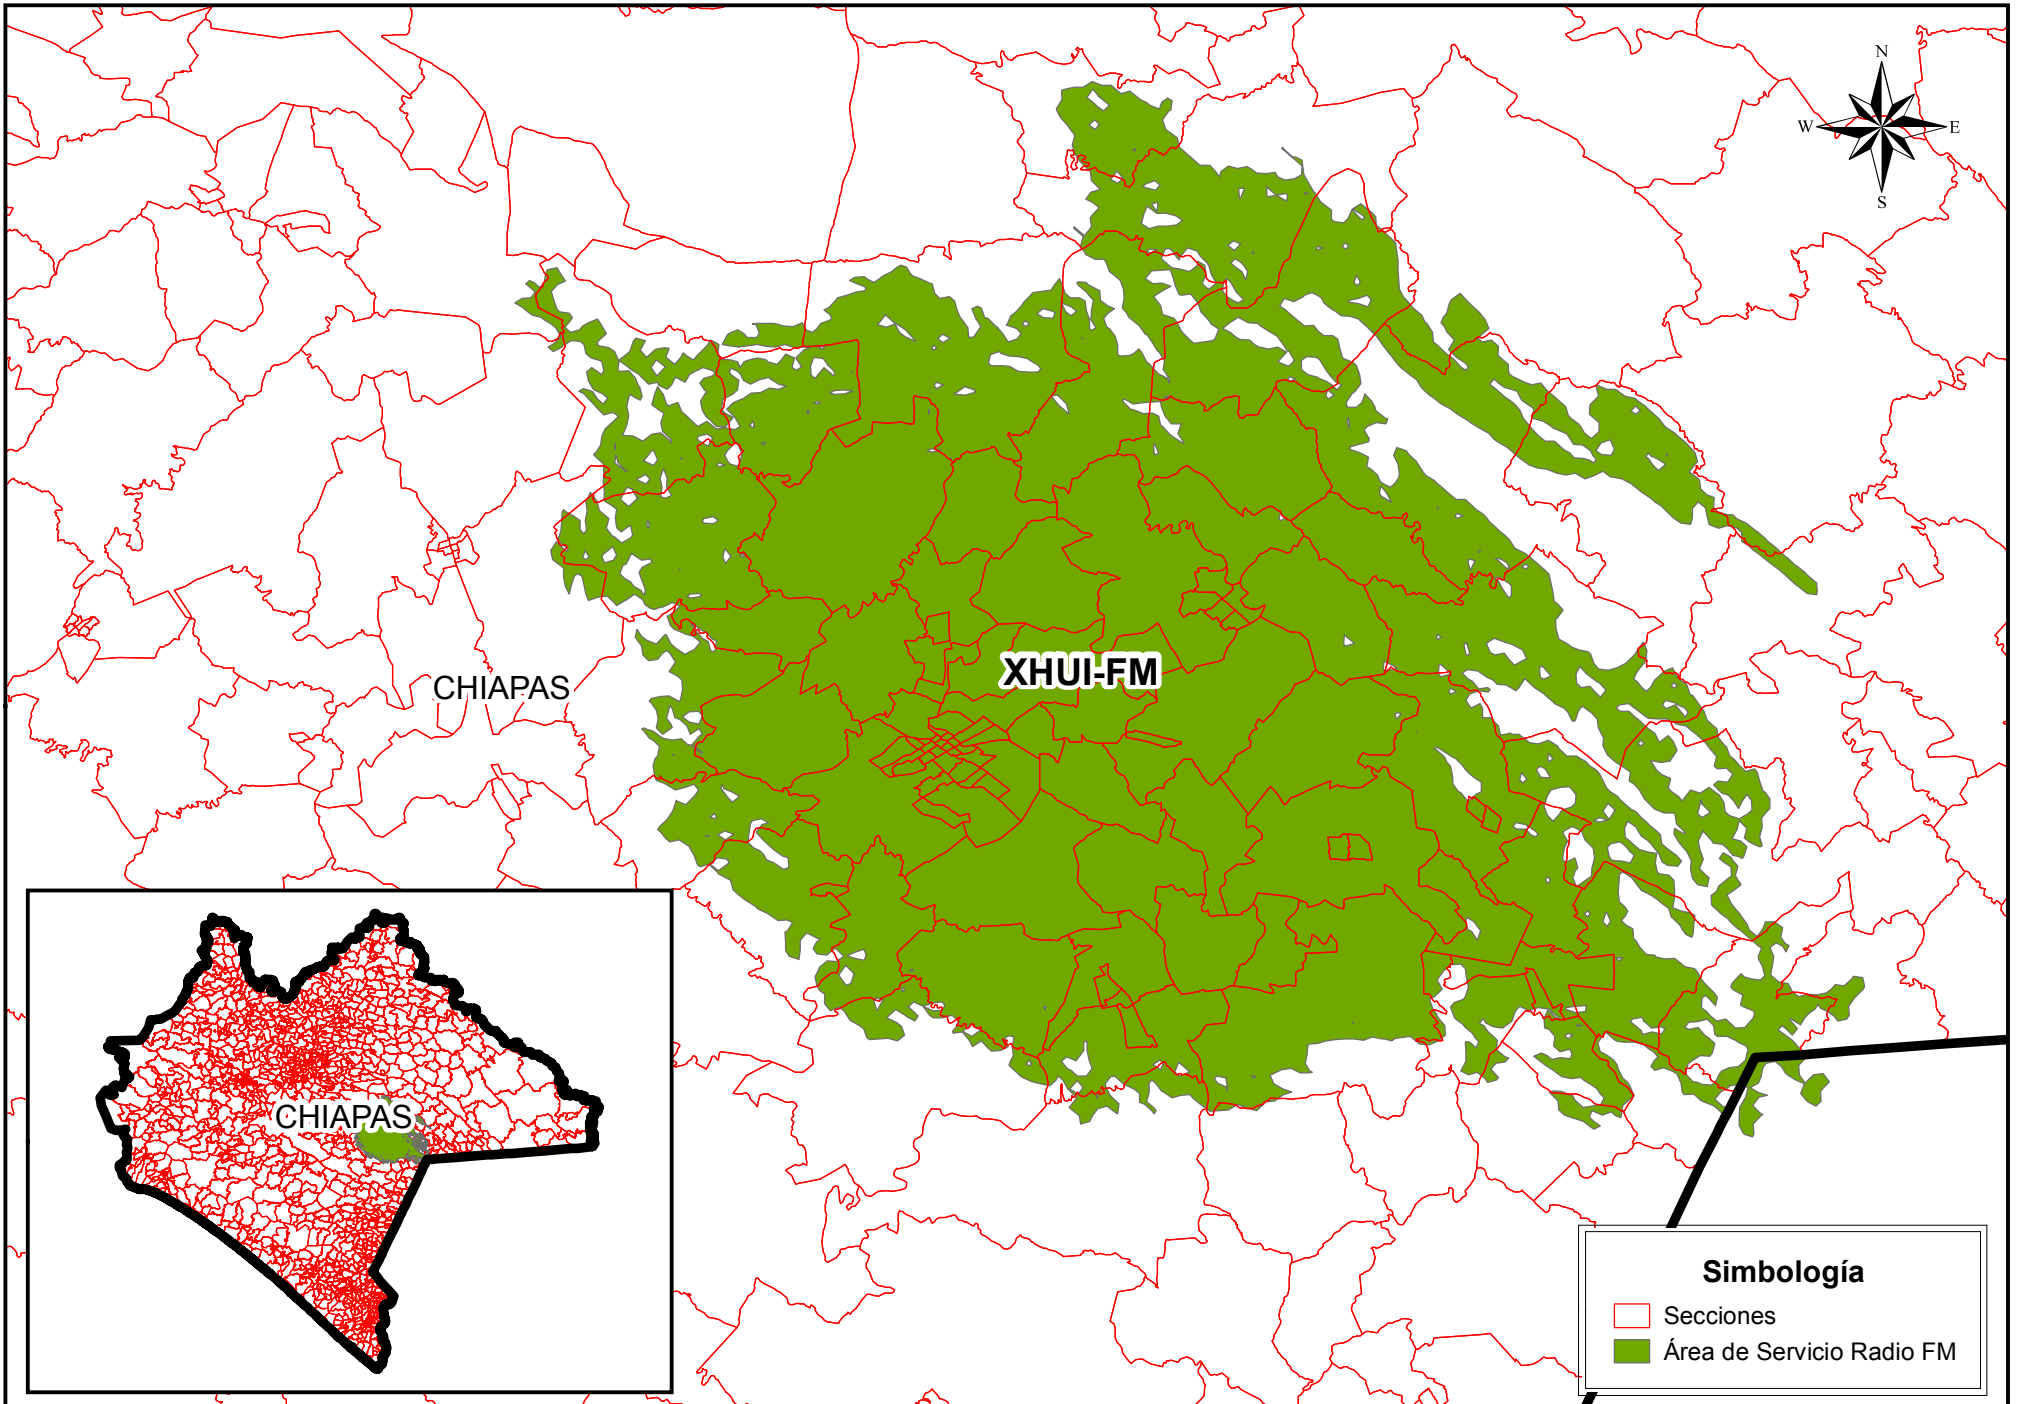 N
W E
S
CHIAPAS
XHUI-FM
CHIAPAS
Simbología
Secciones
Área de Servicio Radio FM